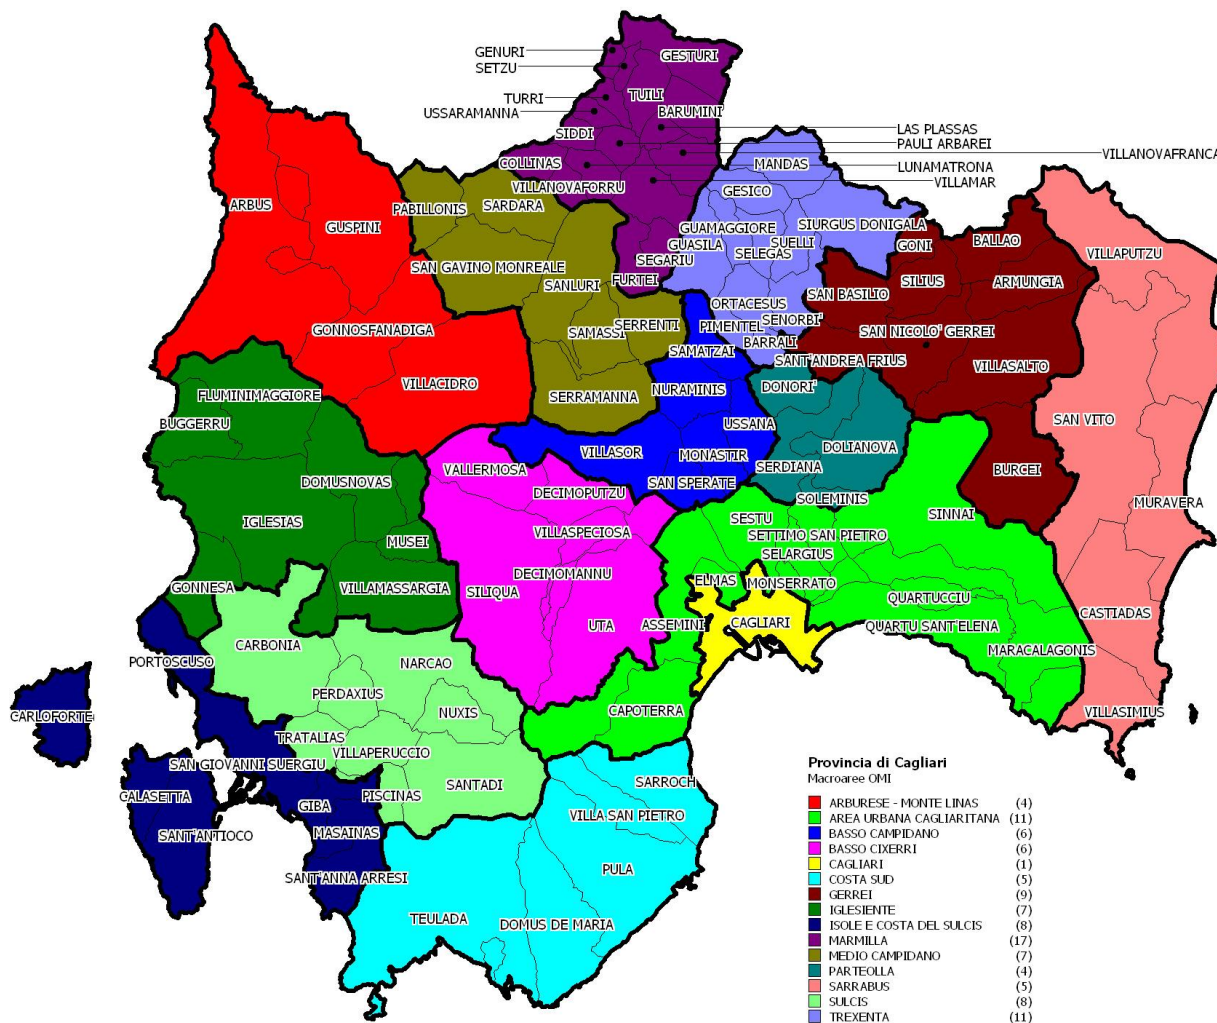 GENURI
GESTURI
SETZU
TUILI
TURRI
USSARAMANNA
BARUMINI
LAS PLASSAS
SIDDI
PAULI ARBAREI
VILLANOVAFRANCA
COLLINAS
MANDAS
LUNAMATRONA
VILLANOVAFORRU
VILLAMAR
GESICO
ARBUS
PABILLONIS
SARDARA
GUSPINI
GUAMAGGIORE
SIURGUS DONIGALA
GUASILA
SUELLI
GONI
BALLAO
SELEGAS
VILLAPUTZU
SEGARIU
SAN GAVINO MONREALE
FURTEI
SILIUS
ARMUNGIA
SANLURI
SAN BASILIO
ORTACESUS
SENORBI'
GONNOSFANADIGA
SAMASSI
SERRENTI
PIMENTEL
SAN NICOLO' GERREI
BARRALI
SAMATZAI
SANT'ANDREA FRIUS
VILLASALTO
VILLACIDRO
DONORI'
FLUMINIMAGGIORE
NURAMINIS
SERRAMANNA
BUGGERRU
USSANA
SAN VITO
VILLASOR
DOLIANOVA
MONASTIR
VALLERMOSA
SERDIANA
BURCEI
DOMUSNOVAS
DECIMOPUTZU
SAN SPERATE
SOLEMINIS
MURAVERA
IGLESIAS
SESTU
SINNAI
VILLASPECIOSA
SETTIMO SAN PIETRO
MUSEI
SELARGIUS
DECIMOMANNU
GONNESA
VILLAMASSARGIA
SILIQUA
ELMAS
MONSERRATO
QUARTUCCIU
CASTIADAS
UTA
ASSEMINI
CAGLIARI
QUARTU SANT'ELENA
CARBONIA
MARACALAGONIS
PORTOSCUSO
NARCAO
PERDAXIUS
CARLOFORTE
NUXIS
CAPOTERRA
VILLASIMIUS
TRATALIAS
VILLAPERUCCIO
SAN GIOVANNI SUERGIU
SARROCH
SANTADI
CALASETTA
PISCINAS
GIBA
VILLA SAN PIETRO
SANT'ANTIOCO
MASAINAS
PULA
SANT'ANNA ARRESI
TEULADA
DOMUS DE MARIA
Provincia di Cagliari
Macroaree OMI
ARBURESE - MONTE LINAS (4)
AREA URBANA CAGLIARITANA (11)
BASSO CAMPIDANO (6)
BASSO CIXERRI (6)
CAGLIARI (1)
COSTA SUD (5)
GERREI (9)
IGLESIENTE (7)
ISOLE E COSTA DEL SULCIS (8)
MARMILLA (17)
MEDIO CAMPIDANO (7)
PARTEOLLA (4)
SARRABUS (5)
SULCIS (8)
TREXENTA (11)